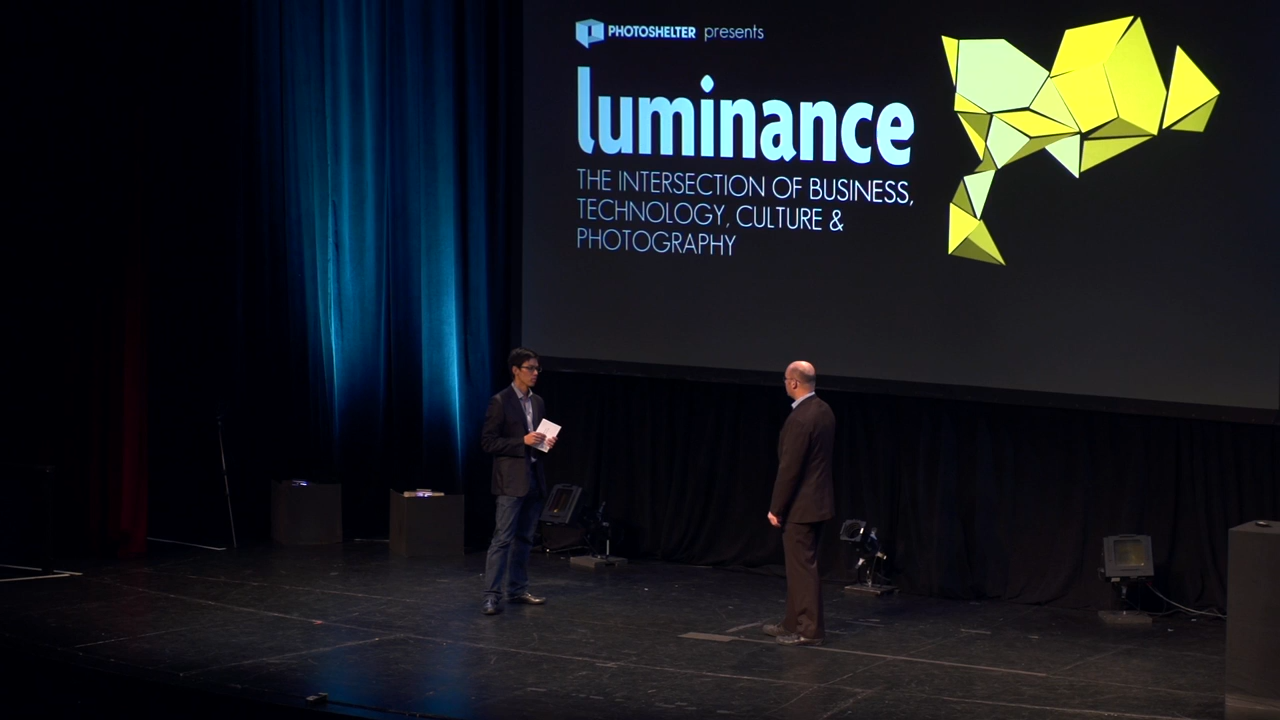 PHOTOSHELTER presents
luminance
THE INTERSECTION OF BUSINESS,
TECHNOLOGY, CULTURE &
PHOTOGRAPHY